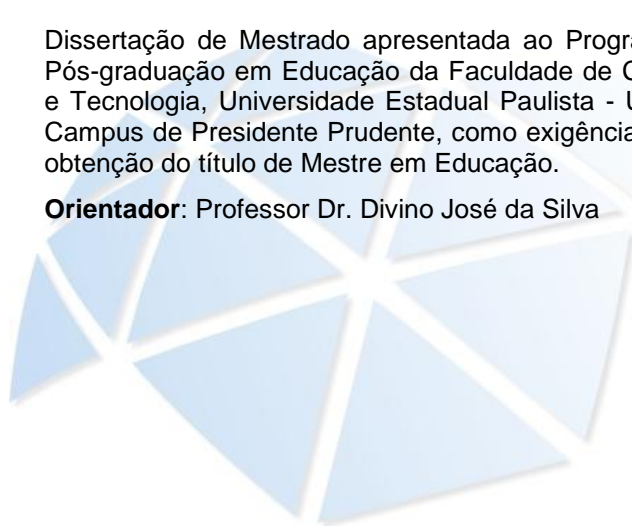 Dissertação de Mestrado apresentada ao
Pós-graduação em Educação da Faculdade de
e Tecnologia, Universidade Estadual Paulista -
Campus de Presidente Prudente, como exigência
obtenção do título de Mestre em Educação.
Orientador: Professor Dr. Divino José da Silva